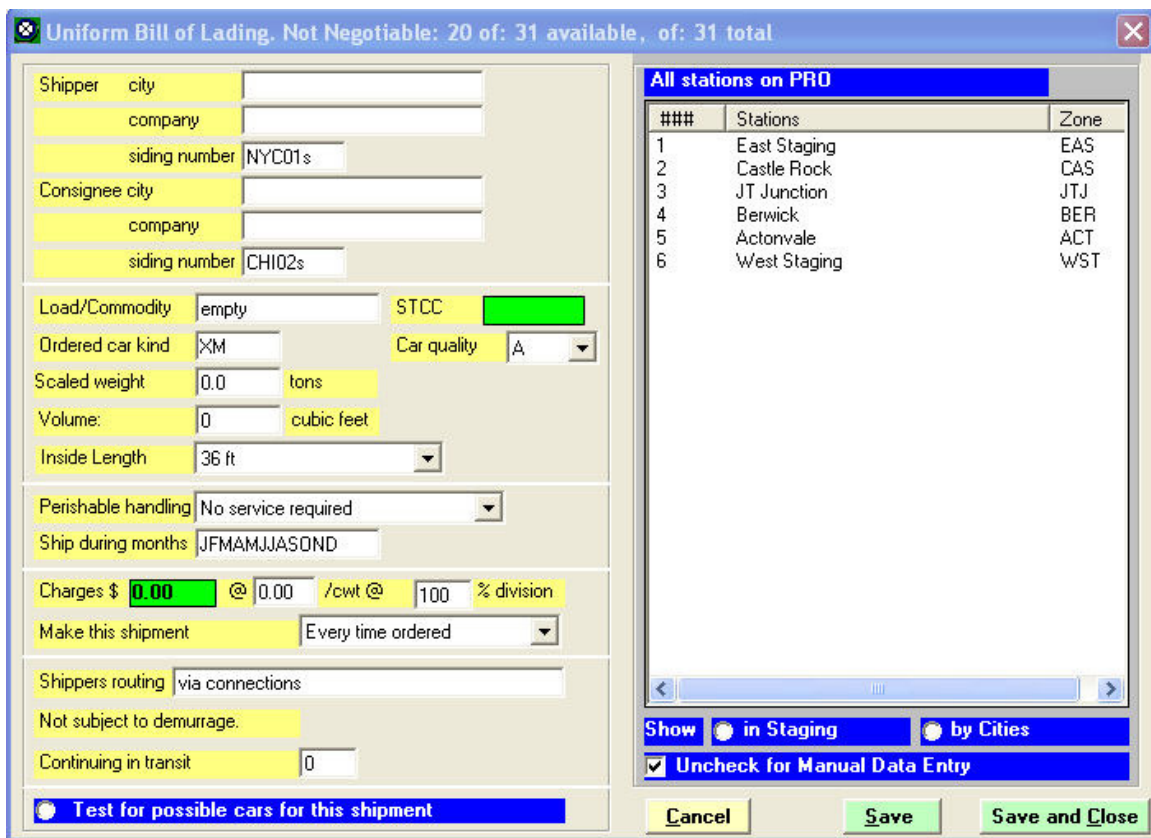 Uniform Bill of Lading. Not Negotiable: 20 of: 31 available, of: 31 total
Shipper city
company
siding number NYC01s
Consignee city
company
siding number CHI02s
Load/Commodity empty STCC
Ordered car kind XM Car quality A
Scaled weight 0.0 tons
Volume: 0 cubic feet
Inside Length 36 ft
Perishable handling No service required
Ship during months JFMAMJJASOND
Charges $ 0.00 @ 0.00 /cwt @ 100 % division
Make this shipment Every time ordered
Shippers routing via connections
Not subject to demurrage.
Continuing in transit 0
Test for possible cars for this shipment
All stations on PRO
### Stations Zone
1 East Staging EAS
2 Castle Rock CAS
3 JT Junction JTJ
4 Berwick BER
5 Actonvale ACT
6 West Staging WST
Show in Staging by Cities
Uncheck for Manual Data Entry
Cancel Save Save and Close